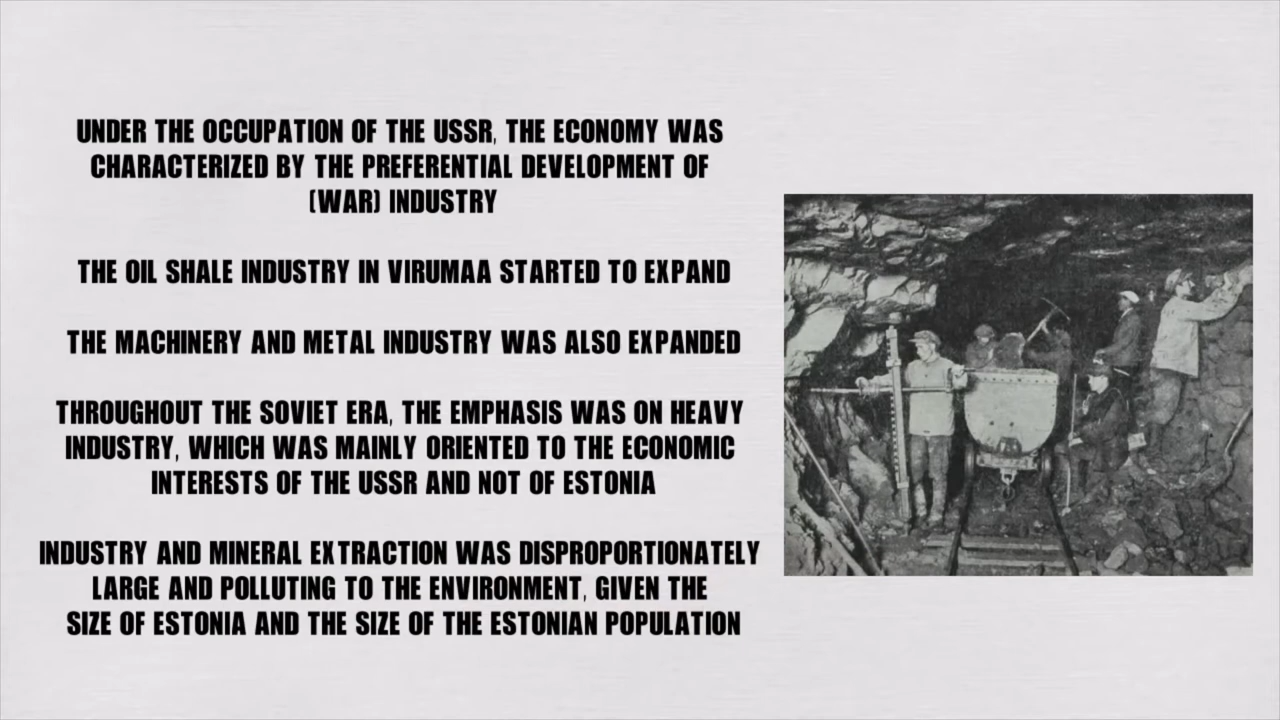 UNDER THE OCCUPATION OF THE USSR, THE ECONOMY WAS
CHARACTERIZED BY THE PREFERENTIAL DEVELOPMENT OF
(WAR) INDUSTRY
THE OIL SHALE INDUSTRY IN VIRUMAA STARTED TO EXPAND
THE MACHINERY AND METAL INDUSTRY WAS ALSO EXPANDED
THROUGHOUT THE SOVIET ERA, THE EMPHASIS WAS ON HEAVY
INDUSTRY, WHICH WAS MAINLY ORIENTED TO THE ECONOMIC
INTERESTS OF THE USSR AND NOT OF ESTONIA
INDUSTRY AND MINERAL EXTRACTION WAS DISPROPORTIONATELY
LARGE AND POLLUTING TO THE ENVIRONMENT, GIVEN THE
SIZE OF ESTONIA AND THE SIZE OF THE ESTONIAN POPULATION